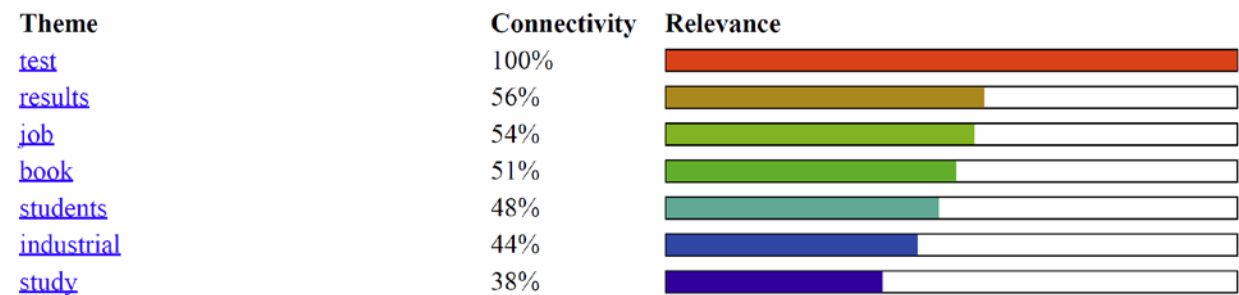 Theme Connectivity Relevance
test 100%
results 56%
job 54%
book 51%
students 48%
industrial 44%
study 38%